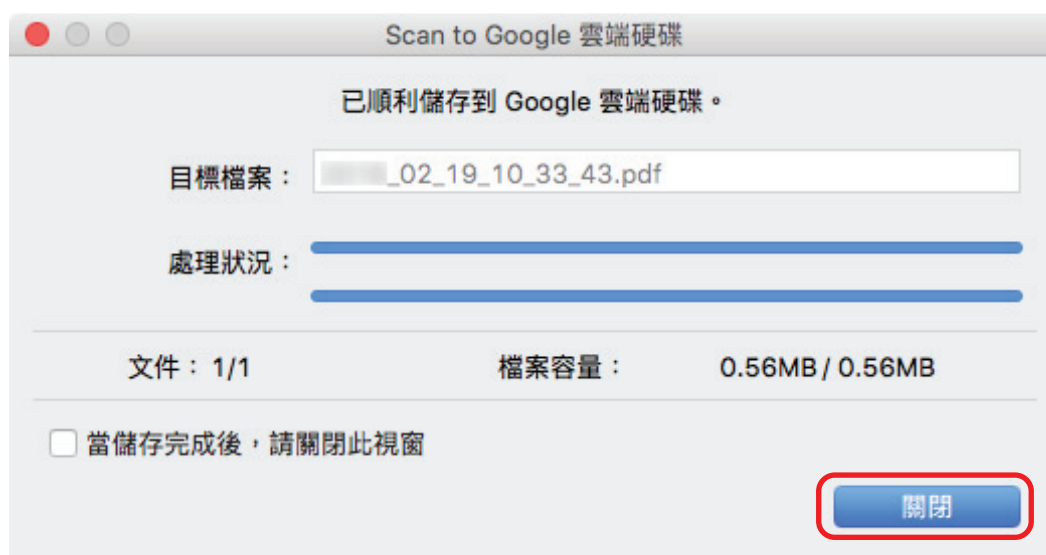 Scan to Google 雲端硬碟
已順利儲存到 Google 雲端硬碟。
目標檔案： _02_19_10_33_43.pdf
處理狀況：
文件： 1/1 檔案容量： 0.56MB / 0.56MB
當儲存完成後，請關閉此視窗
關閉